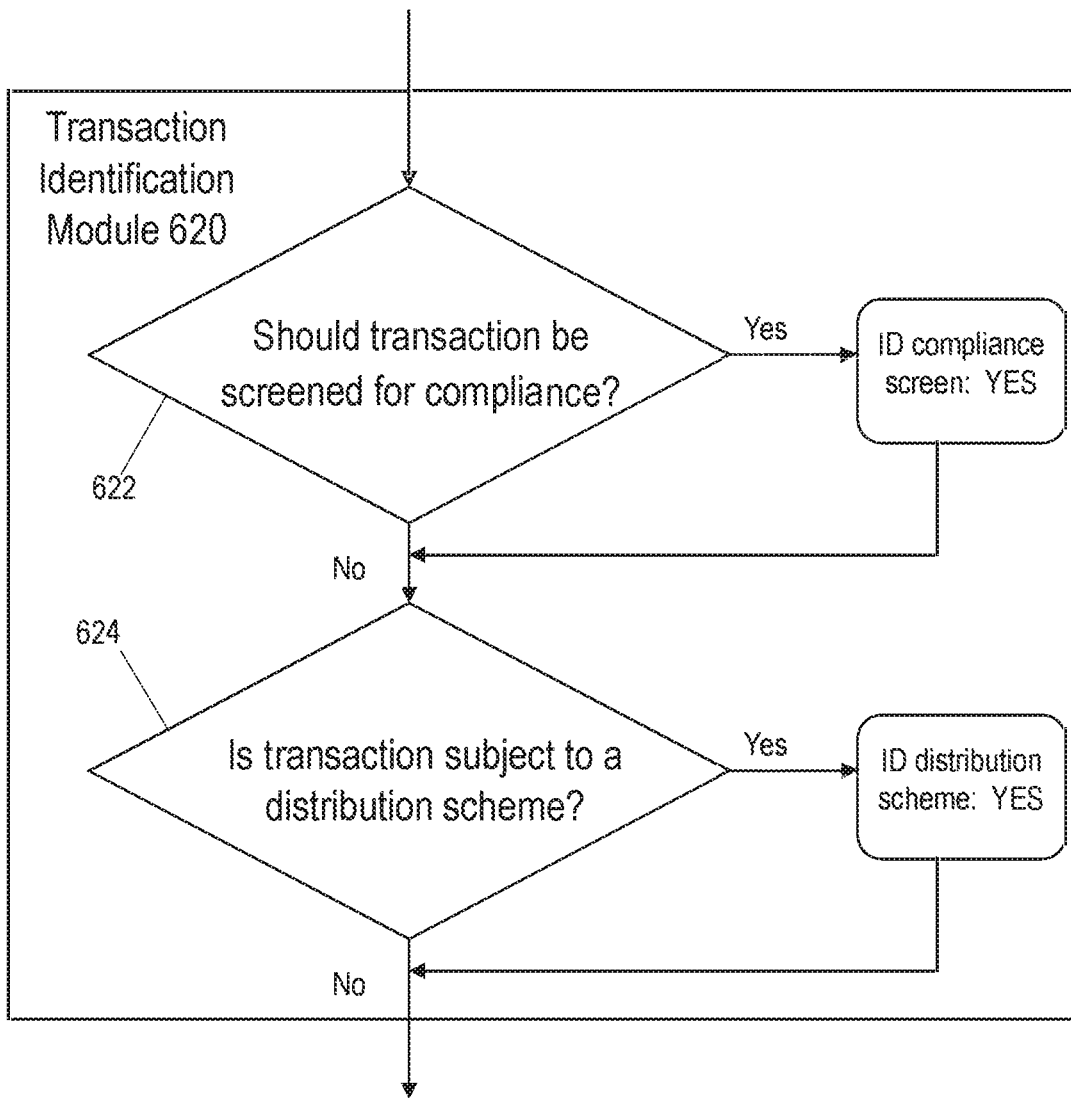 Transaction
Identification
Module 620
Should transaction be
screened for compliance?
Yes
ID compliance
screen: YES
622
No
624
Is transaction subject to a
distribution scheme?
Yes
ID distribution
scheme: YES
No